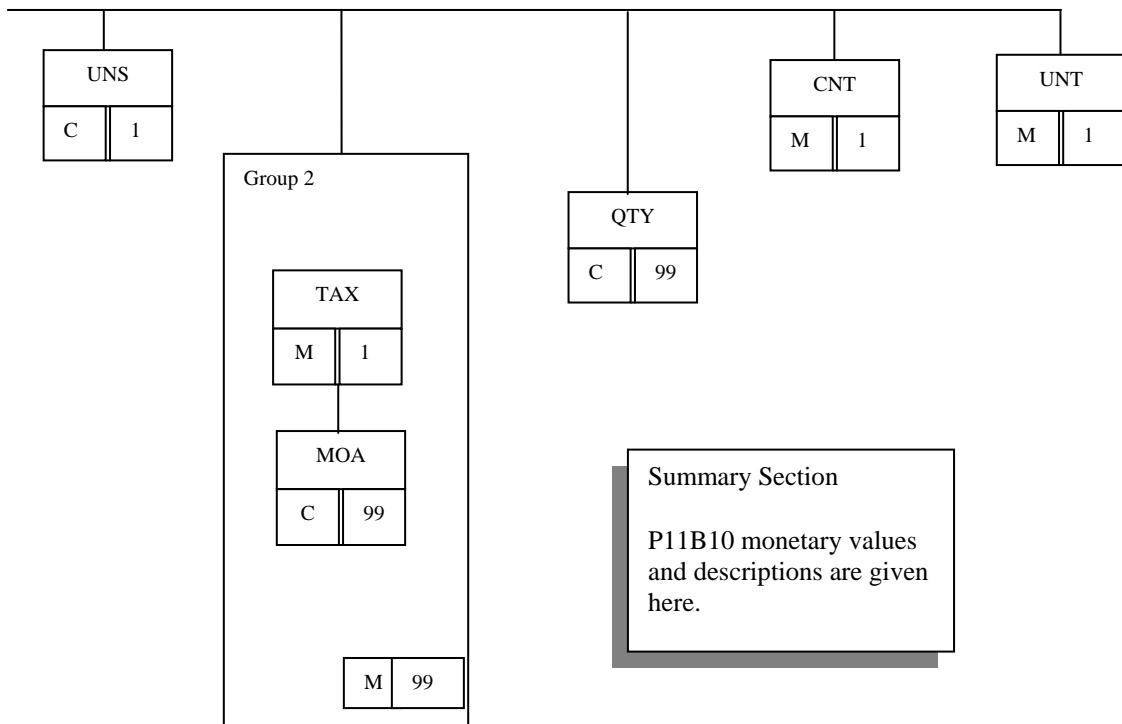 UNS
C 1
Group 2
TAX
M 1
MOA
C 99
M 99
QTY
C 99
CNT
M 1
UNT
M 1
Summary Section
P11B10 monetary values
and descriptions are given
here.